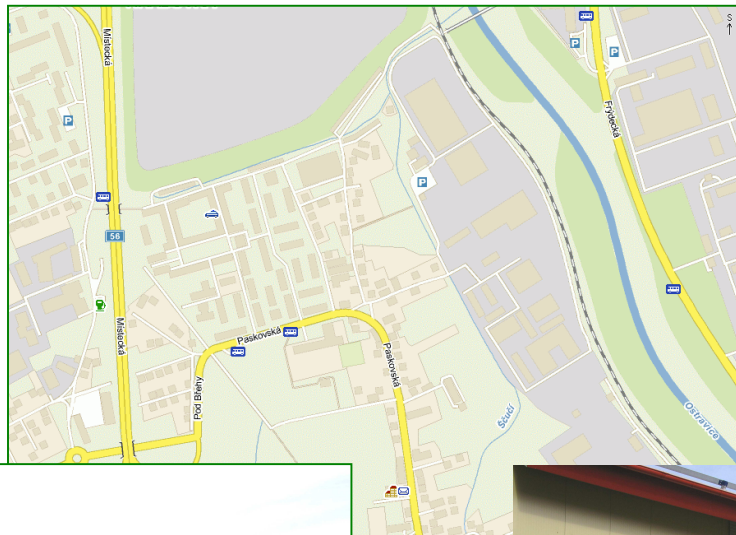 S
Místecká
P
P
P
Frýdecká
P
56
Místecká
Paskovská
Paskovská
Pod Břehy
Ščučí
Ostravice